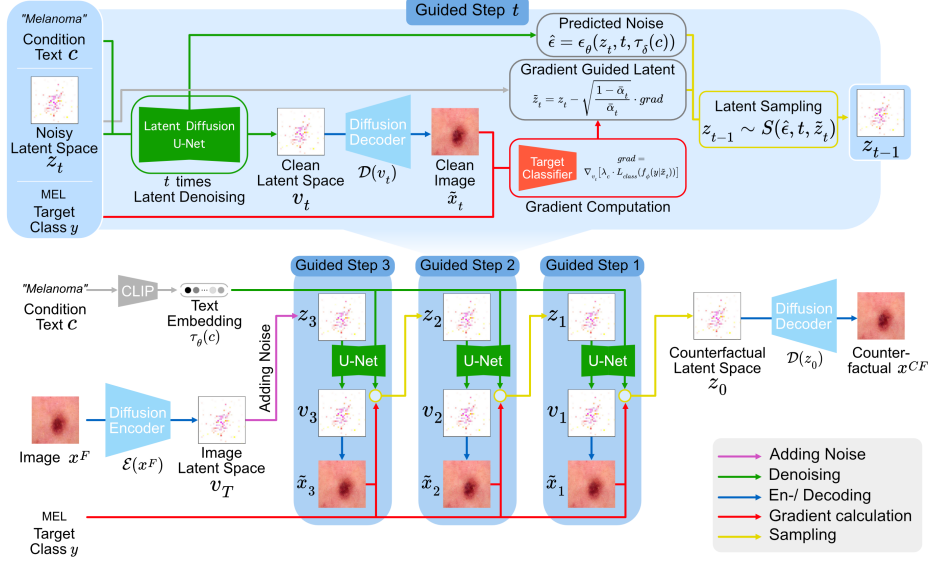 Guided Step t
"Melanoma"
Condition
Text c
Noisy
Latent Space
z_t
MEL
Target
Class y
Latent Diffusion
U-Net
t times
Latent Denoising
Clean
Latent Space
v_t
Diffusion
Decoder
𝒟(v_t)
Clean
Image
x̃_t
Predicted Noise
ϵ̂ = ϵ_θ(z_t, t, τ_δ(c))
Gradient Guided Latent
z̃_t = z_t − √((1 − ᾱ_t)/ᾱ_t) · grad
Target
Classifier
grad =
∇_{v_t}[λ_c · L_class(f_ϕ(y|x̃_t))]
Gradient Computation
Latent Sampling
z_{t−1} ∼ S(ϵ̂, t, z̃_t)
z_{t−1}
Guided Step 3
Guided Step 2
Guided Step 1
"Melanoma"
Condition
Text c
CLIP
Text
Embedding
τ_θ(c)
Adding Noise
Image x^F
Diffusion
Encoder
ℰ(x^F)
Image
Latent Space
v_T
MEL
Target
Class y
z_3
U-Net
v_3
x̃_3
z_2
U-Net
v_2
x̃_2
z_1
U-Net
v_1
x̃_1
Counterfactual
Latent Space
z_0
Diffusion
Decoder
𝒟(z_0)
Counter-
factual x^{CF}
Adding Noise
Denoising
En-/ Decoding
Gradient calculation
Sampling